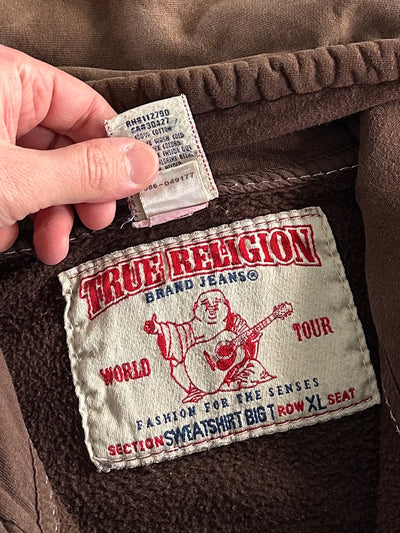 RN#112790
CA#30427
100% COTTON
TRUE RELIGION
BRAND JEANS®
WORLD TOUR
FASHION FOR THE SENSES
SECTION SWEATSHIRT BIG T ROW XL SEAT